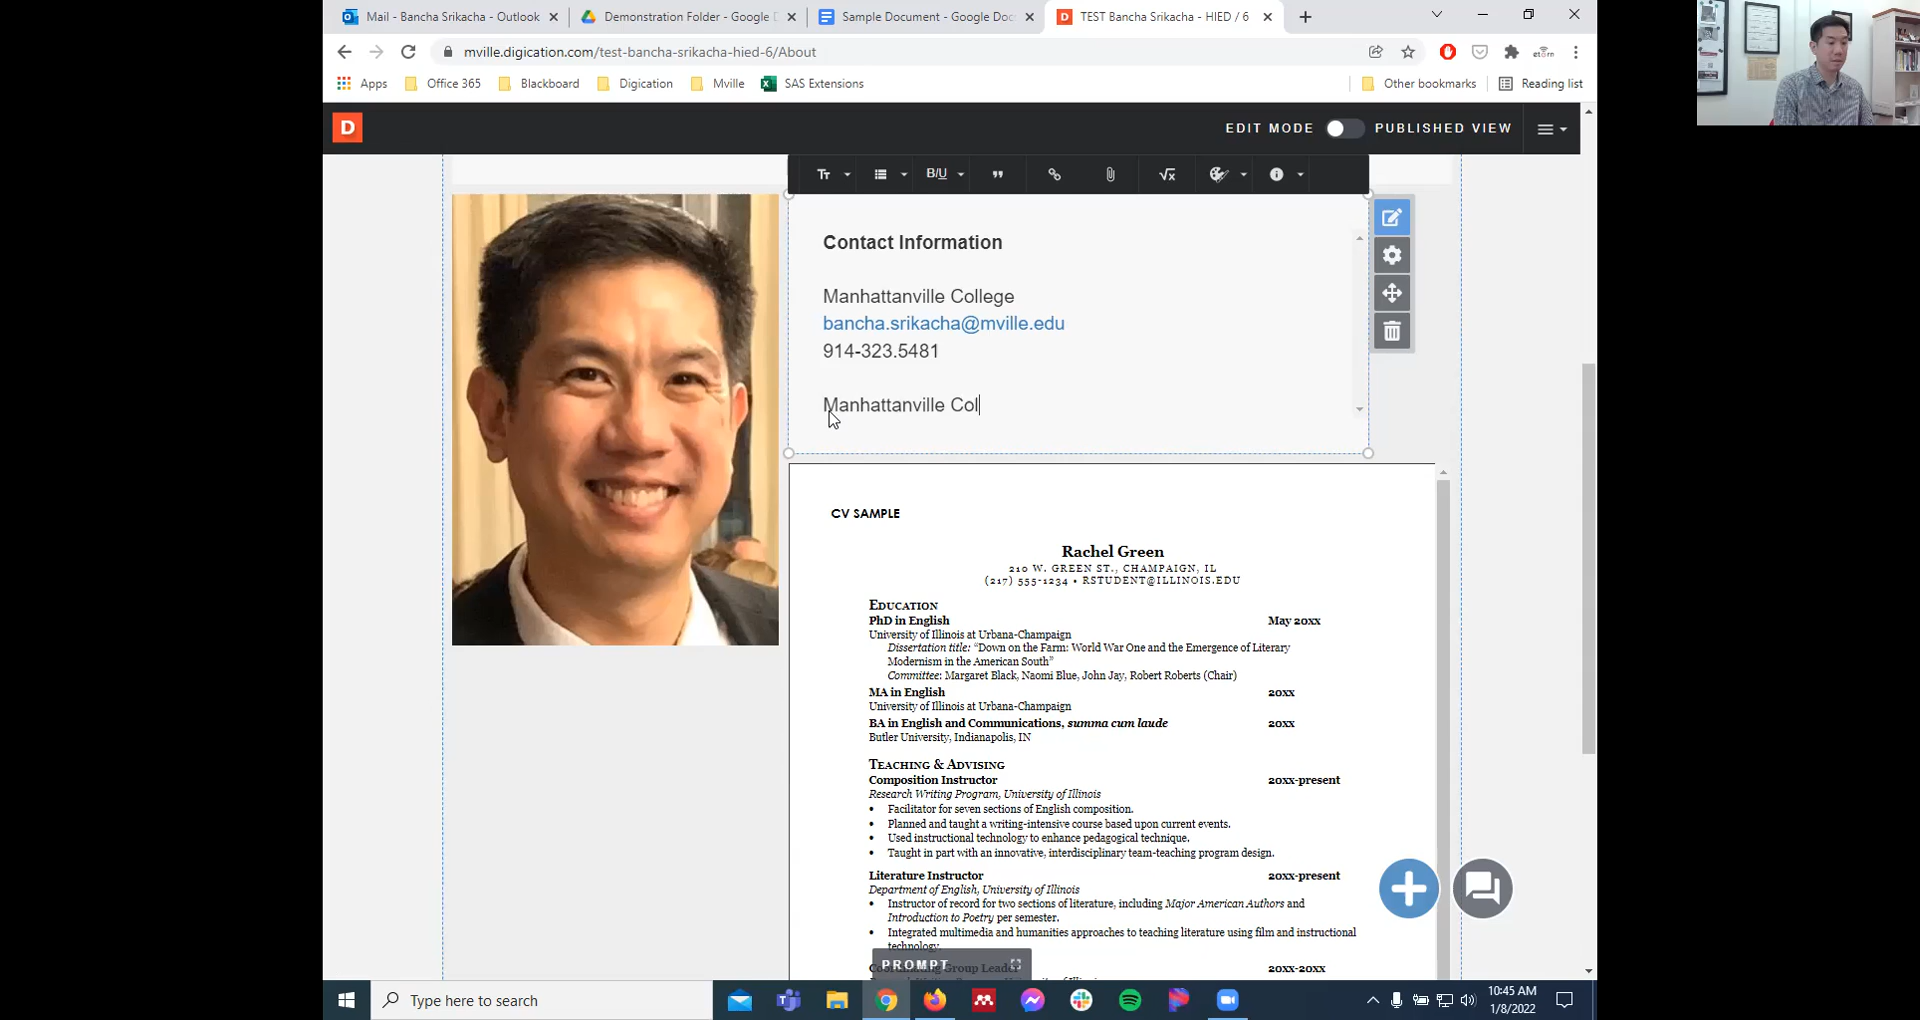 Mail - Bancha Srikacha - Outlook
Demonstration Folder - Google D
Sample Document - Google Doc
TEST Bancha Srikacha - HIED / 6
mville.digication.com/test-bancha-srikacha-hied-6/About
Apps Office 365 Blackboard Digication Mville SAS Extensions Other bookmarks Reading list
D
EDIT MODE PUBLISHED VIEW
Contact Information
Manhattanville College
bancha.srikacha@mville.edu
914-323.5481
Manhattanville Col
CV SAMPLE
Rachel Green
210 W. GREEN ST., CHAMPAIGN, IL
(217) 555-1234 • RSTUDENT@ILLINOIS.EDU
EDUCATION
PhD in English May 20xx
University of Illinois at Urbana-Champaign
Dissertation title: “Down on the Farm: World War One and the Emergence of Literary
Modernism in the American South”
Committee: Margaret Black, Naomi Blue, John Jay, Robert Roberts (Chair)
MA in English 20xx
University of Illinois at Urbana-Champaign
BA in English and Communications, summa cum laude 20xx
Butler University, Indianapolis, IN
TEACHING & ADVISING
Composition Instructor 20xx-present
Research Writing Program, University of Illinois
• Facilitator for seven sections of English composition.
• Planned and taught a writing-intensive course based upon current events.
• Used instructional technology to enhance pedagogical technique.
• Taught in part with an innovative, interdisciplinary team-teaching program design.
Literature Instructor 20xx-present
Department of English, University of Illinois
• Instructor of record for two sections of literature, including Major American Authors and
Introduction to Poetry per semester.
• Integrated multimedia and humanities approaches to teaching literature using film and instructional
technology.
PROMPT
Coordinating Group Leader 20xx-20xx
Type here to search
10:45 AM
1/8/2022